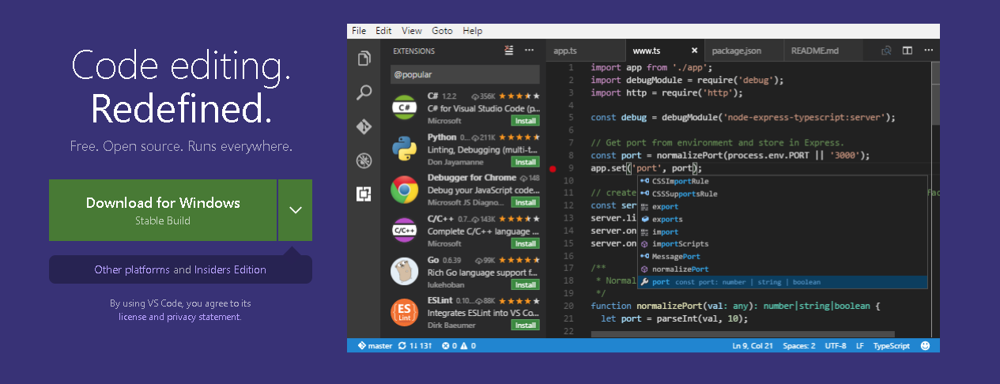 Code editing.
Redefined.
Free. Open source. Runs everywhere.
Download for Windows
Stable Build
Other platforms and Insiders Edition
By using VS Code, you agree to its
license and privacy statement.
File Edit View Goto Help
EXTENSIONS
@popular
C# 1.2.2 356K
C# for Visual Studio Code (p...
Microsoft Install
Python 0.... 211K
Linting, Debugging (multi-t...
Don Jayamanne Install
Debugger for Chrome 148
Debug your JavaScript code...
Microsoft JS Diagno... Install
C/C++ 0.7... 143K
Complete C/C++ language ...
Microsoft Install
Go 0.6.39 99K
Rich Go language support f...
lukehoban Install
ESLint 0.10... 88K
Integrates ESLint into VS Co...
Dirk Baeumer Install
C#
C/C++
ES
Lint
app.ts www.ts package.json README.md
1 import app from './app';
2 import debugModule = require('debug');
3 import http = require('http');
4
5 const debug = debugModule('node-express-typescript:server');
6
7 // Get port from environment and store in Express.
8 const port = normalizePort(process.env.PORT || '3000');
9 app.set('port', port);
10
11 // create
12 const ser
13 server.li
14 server.on
15 server.on
16
17 /**
18 * Normal
19 */
20 function normalizePort(val: any): number|string|boolean {
21 let port = parseInt(val, 10);
22
CSSImportRule
CSSSupportsRule
export
exports
import
importScripts
MessagePort
normalizePort
port const port: number | string | boolean
master 1↓ 13↑ 0 0 Ln 9, Col 21 Spaces: 2 UTF-8 LF TypeScript